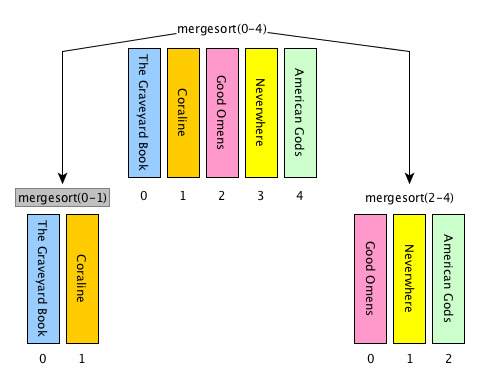 mergesort(0-4)
The Graveyard Book
Coraline
Good Omens
Neverwhere
American Gods
0 1 2 3 4
mergesort(0-1)
The Graveyard Book
Coraline
0 1
mergesort(2-4)
Good Omens
Neverwhere
American Gods
0 1 2